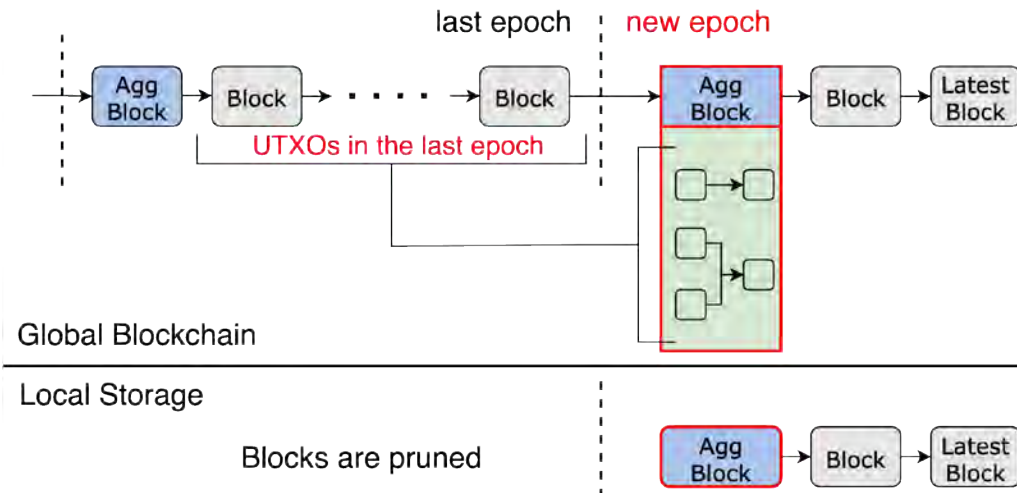 last epoch
new epoch
Agg
Block
Block
Block
Agg
Block
Block
Latest
Block
UTXOs in the last epoch
Global Blockchain
Local Storage
Blocks are pruned
Agg
Block
Block
Latest
Block